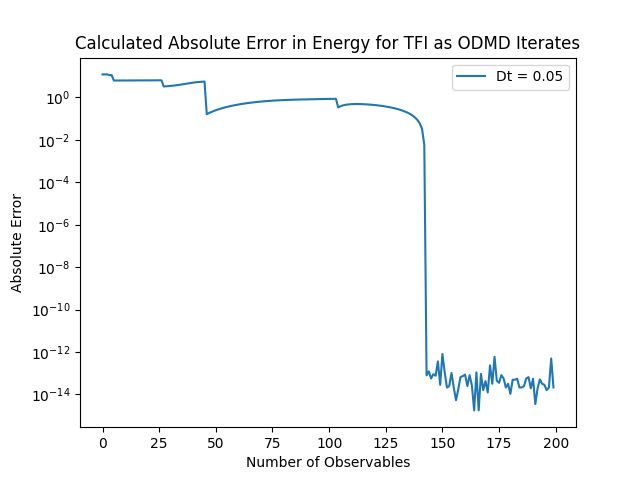 Calculated Absolute Error in Energy for TFI as ODMD Iterates
Dt = 0.05
Absolute Error
10⁰
10⁻²
10⁻⁴
10⁻⁶
10⁻⁸
10⁻¹⁰
10⁻¹²
10⁻¹⁴
0 25 50 75 100 125 150 175 200
Number of Observables